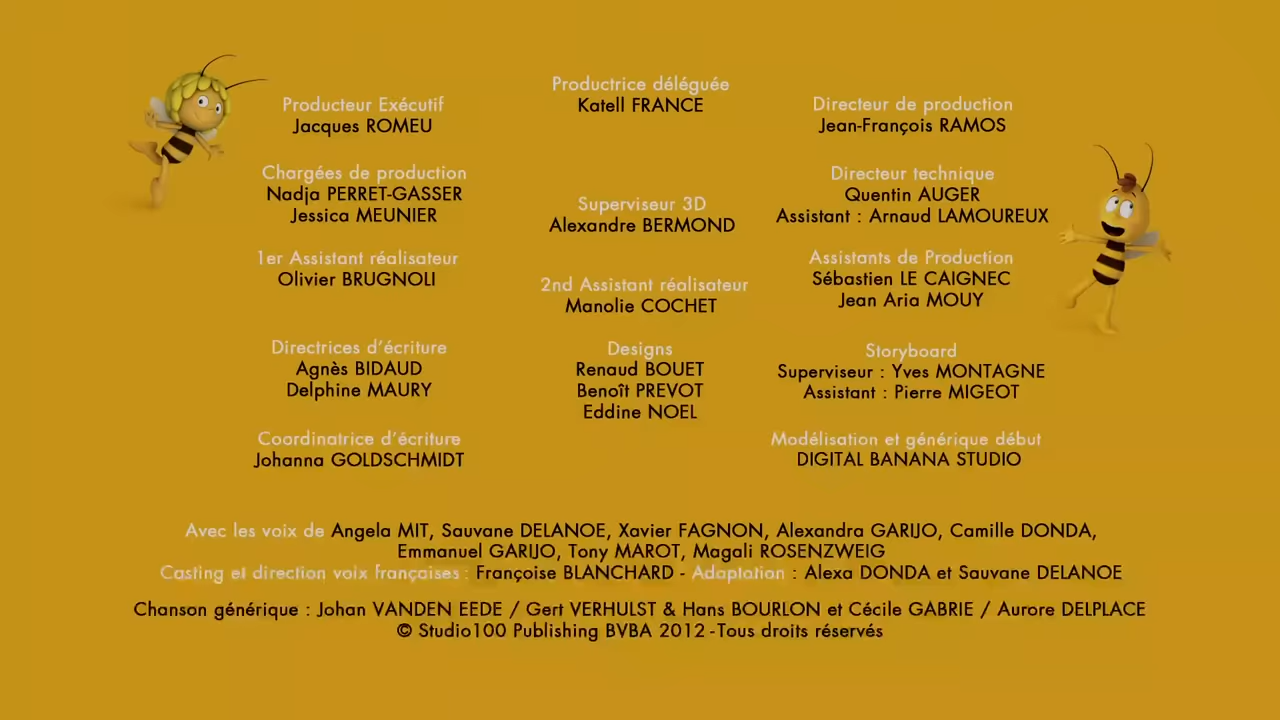 Producteur Exécutif
Jacques ROMEU
Chargées de production
Nadja PERRET-GASSER
Jessica MEUNIER
1er Assistant réalisateur
Olivier BRUGNOLI
Directrices d'écriture
Agnès BIDAUD
Delphine MAURY
Coordinatrice d'écriture
Johanna GOLDSCHMIDT
Productrice déléguée
Katell FRANCE
Superviseur 3D
Alexandre BERMOND
2nd Assistant réalisateur
Manolie COCHET
Designs
Renaud BOUET
Benoît PREVOT
Eddine NOEL
Directeur de production
Jean-François RAMOS
Directeur technique
Quentin AUGER
Assistant : Arnaud LAMOUREUX
Assistants de Production
Sébastien LE CAIGNEC
Jean Aria MOUY
Storyboard
Superviseur : Yves MONTAGNE
Assistant : Pierre MIGEOT
Modélisation et générique début
DIGITAL BANANA STUDIO
Avec les voix de Angela MIT, Sauvane DELANOE, Xavier FAGNON, Alexandra GARIJO, Camille DONDA,
Emmanuel GARIJO, Tony MAROT, Magali ROSENZWEIG
Casting et direction voix françaises : Françoise BLANCHARD - Adaptation : Alexa DONDA et Sauvane DELANOE
Chanson générique : Johan VANDEN EEDE / Gert VERHULST & Hans BOURLON et Cécile GABRIE / Aurore DELPLACE
© Studio100 Publishing BVBA 2012 - Tous droits réservés